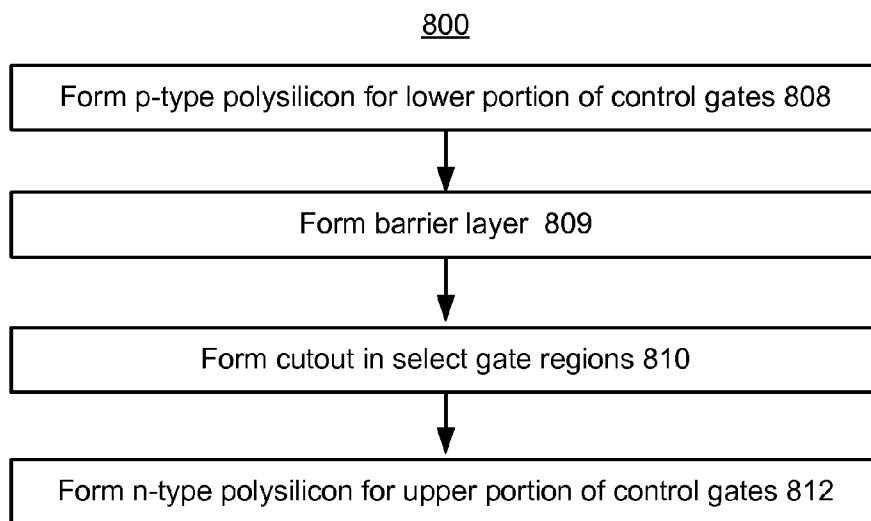 800
Form p-type polysilicon for lower portion of control gates 808
Form barrier layer 809
Form cutout in select gate regions 810
Form n-type polysilicon for upper portion of control gates 812